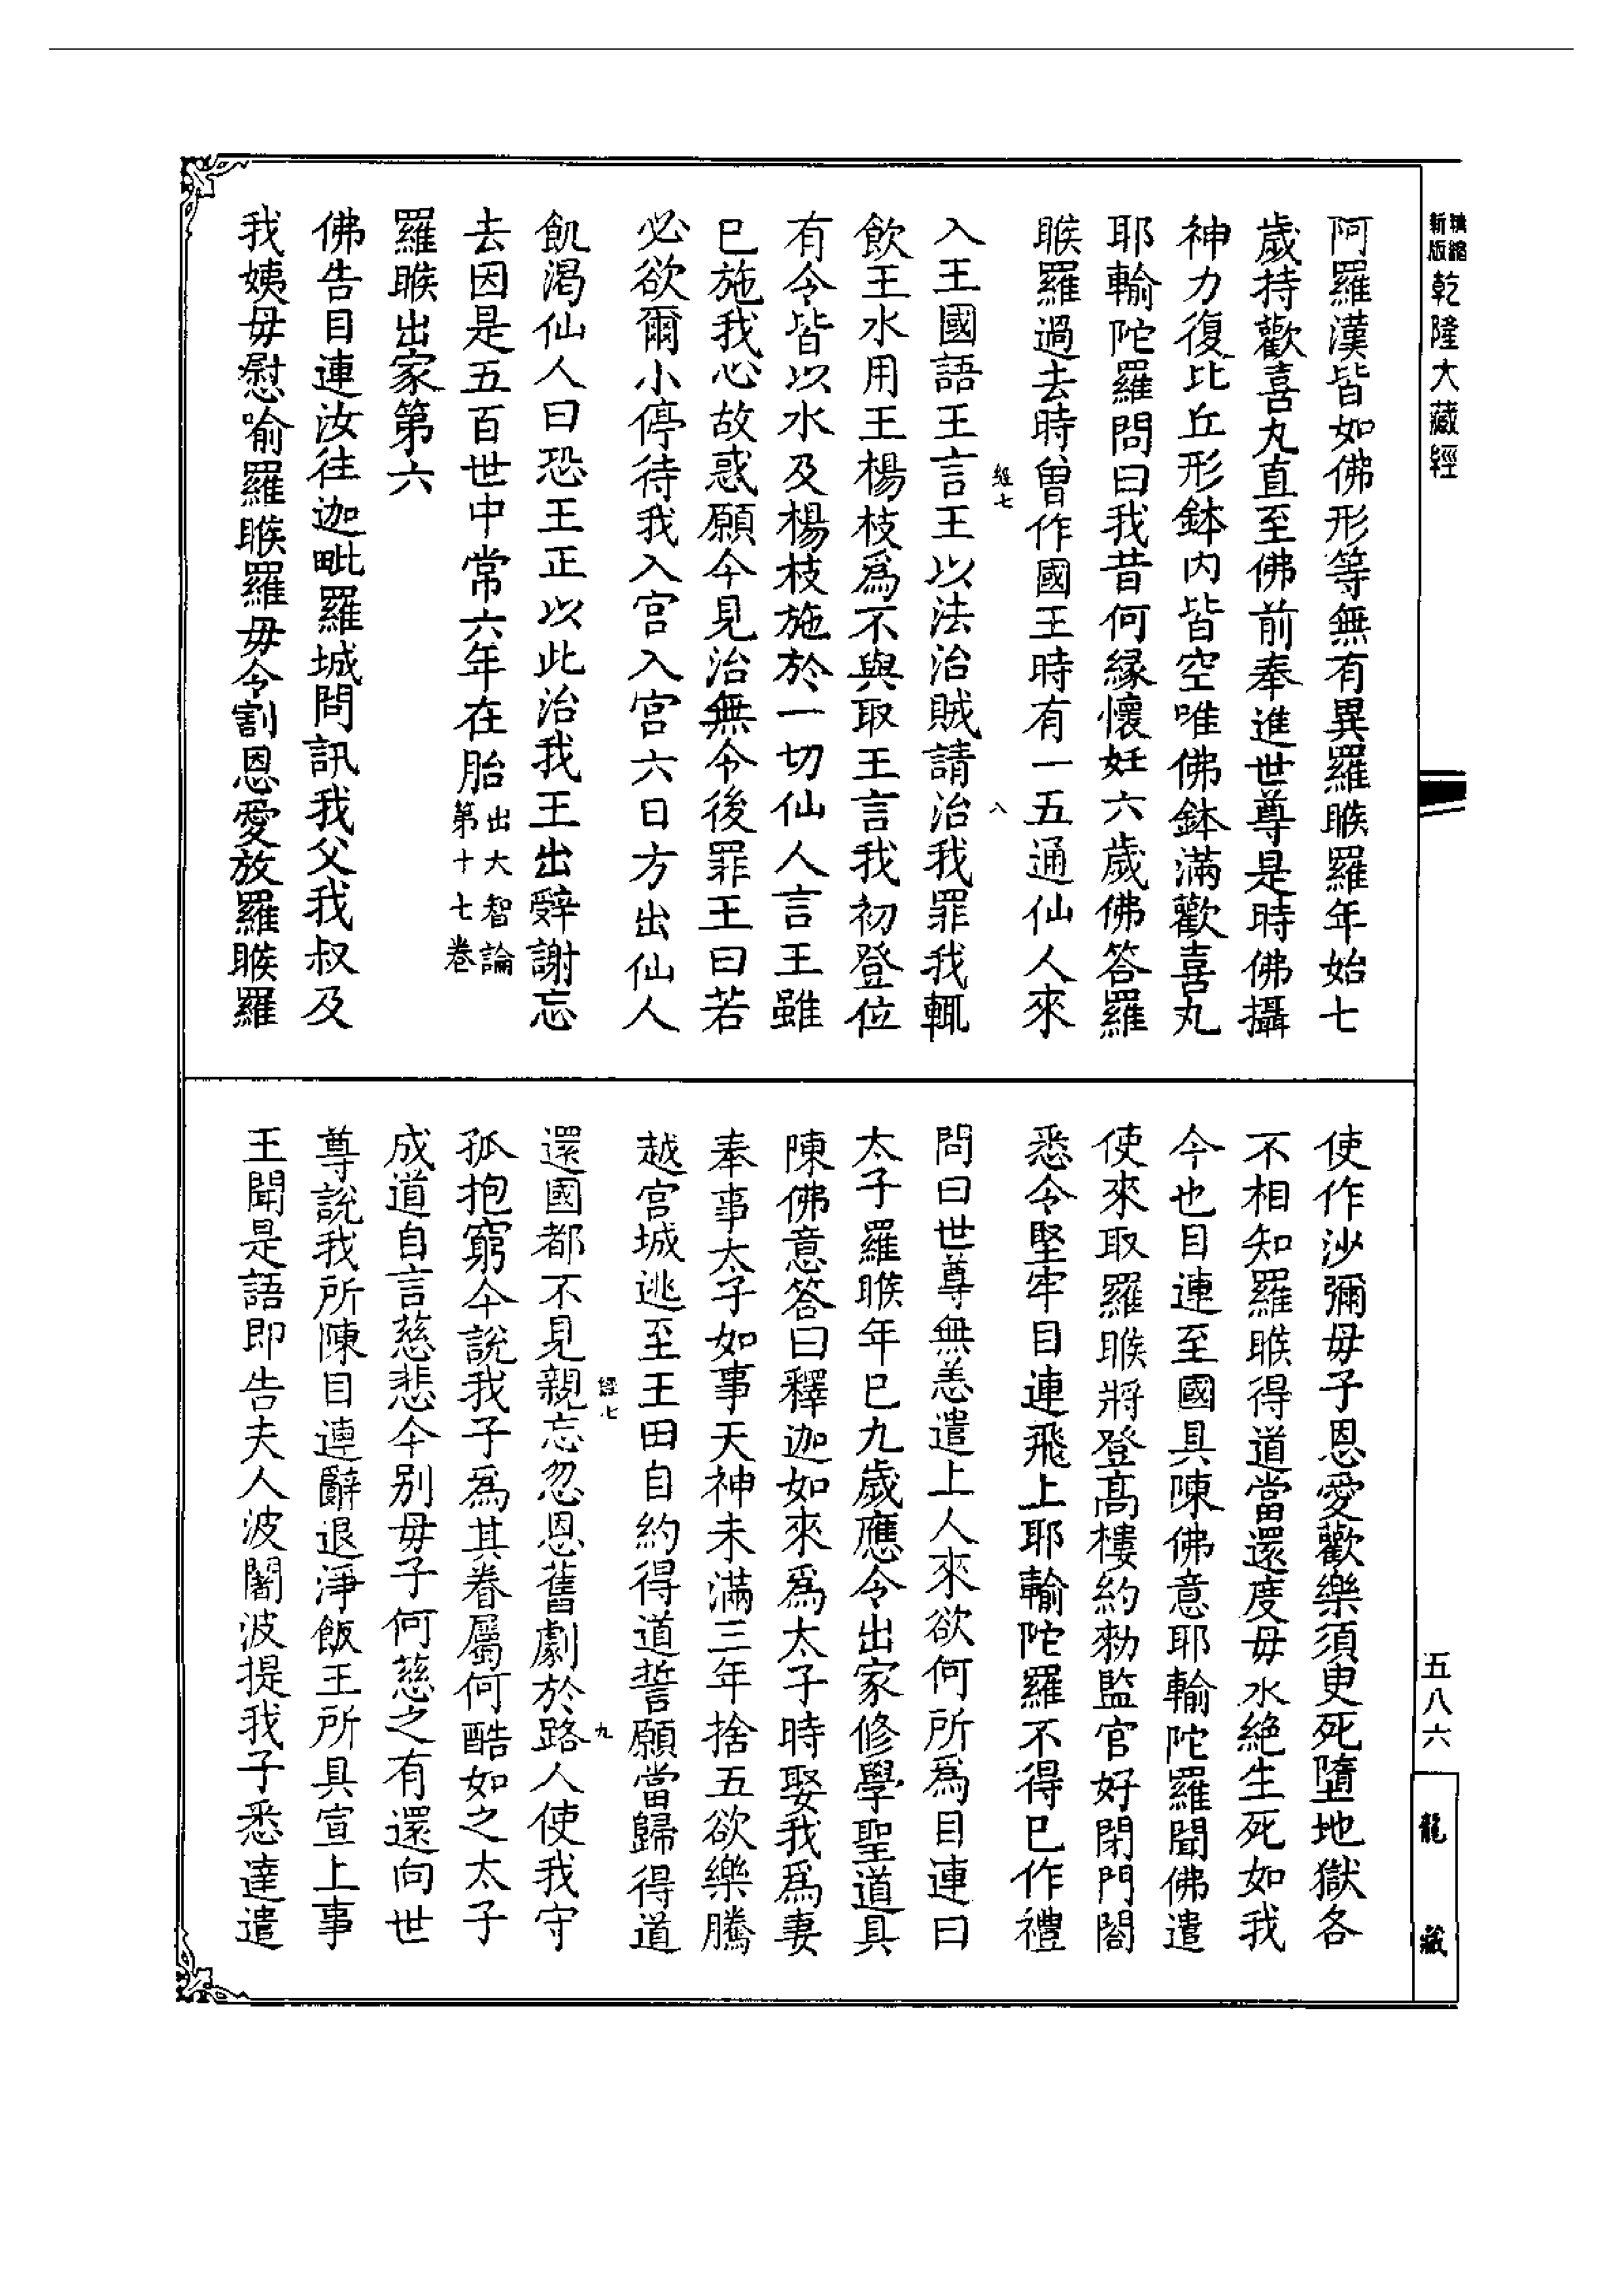 精縮新版乾隆大藏經
阿羅漢皆如佛形等無有異羅睺羅年始七
歲持歡喜丸直至佛前奉進世尊是時佛攝
神力復比丘形鉢內皆空唯佛鉢滿歡喜丸
耶輸陀羅問曰我昔何緣懷妊六歲佛答羅
睺羅過去時曾作國王時有一五通仙人來
經七 八
入王國語王言王以法治賊請治我罪我輒
飲王水用王楊枝為不與取王言我初登位
有令皆以水及楊枝施於一切仙人言王雖
已施我心故惑願今見治無令後罪王曰若
必欲爾小停待我入宮入宮六日方出仙人
飢渴仙人曰恐王正以此治我王出辭謝忘
去因是五百世中常六年在胎出大智論第十七卷
羅睺出家第六
佛告目連汝往迦毗羅城問訊我父我叔及
我姨母慰喻羅睺羅母令割恩愛放羅睺羅
使作沙彌母子恩愛歡樂須臾死墮地獄各
不相知羅睺得道當還度母永絕生死如我
今也目連至國具陳佛意耶輸陀羅聞佛遣
使來取羅睺將登高樓約勑監官好閉門閤
悉令堅牢目連飛上耶輸陀羅不得已作禮
問曰世尊無恙遣上人來欲何所為目連曰
太子羅睺年已九歲應令出家修學聖道具
陳佛意答曰釋迦如來為太子時娶我為妻
奉事太子如事天神未滿三年捨五欲樂騰
越宮城逃至王田自約得道誓願當歸得道
經七 九
還國都不見親忘忽恩舊劇於路人使我守
孤抱窮今說我子為其眷屬何酷如之太子
成道自言慈悲今別母子何慈之有還向世
尊說我所陳目連辭退淨飯王所具宣上事
王聞是語即告夫人波闍波提我子悉達遣
五八六
龍藏